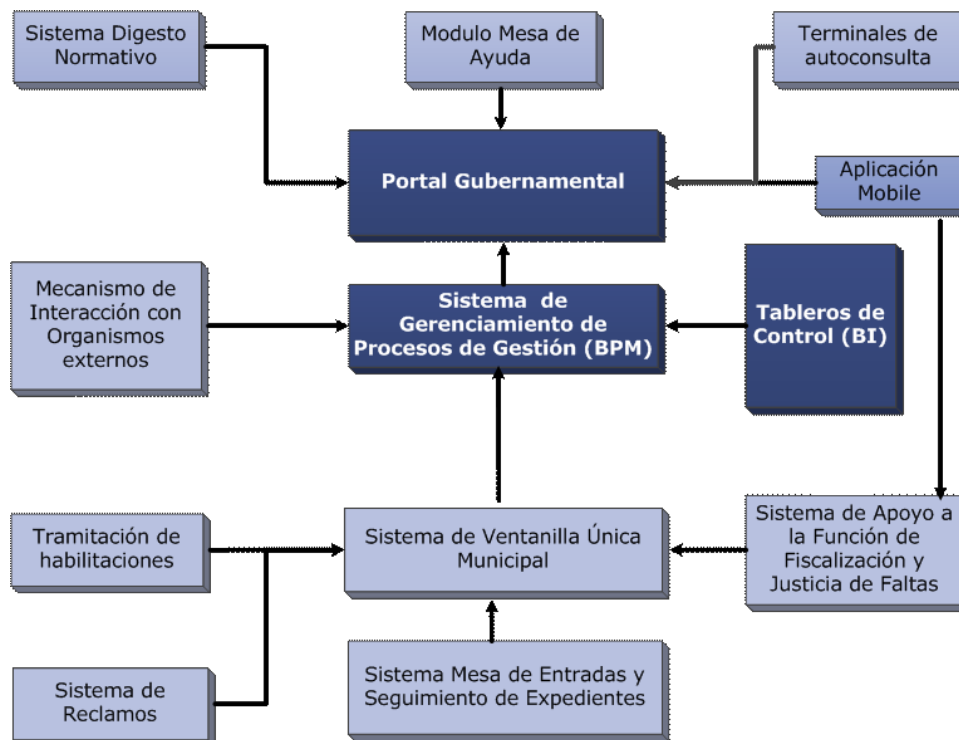 Sistema Digesto
Normativo
Modulo Mesa de
Ayuda
Terminales de
autoconsulta
Portal Gubernamental
Aplicación
Mobile
Mecanismo de
Interacción con
Organismos
externos
Sistema de
Gerenciamiento de
Procesos de Gestión (BPM)
Tableros de
Control (BI)
Tramitación de
habilitaciones
Sistema de Ventanilla Única
Municipal
Sistema de Apoyo a
la Función de
Fiscalización y
Justicia de Faltas
Sistema de
Reclamos
Sistema Mesa de Entradas y
Seguimiento de Expedientes